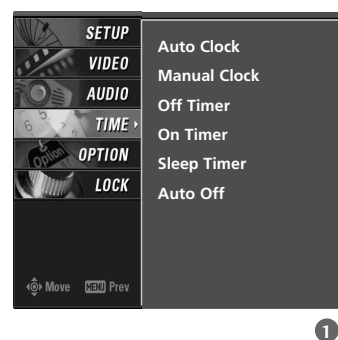 SETUP
VIDEO
AUDIO
TIME
OPTION
LOCK
Move MENU Prev
Auto Clock
Manual Clock
Off Timer
On Timer
Sleep Timer
Auto Off
1